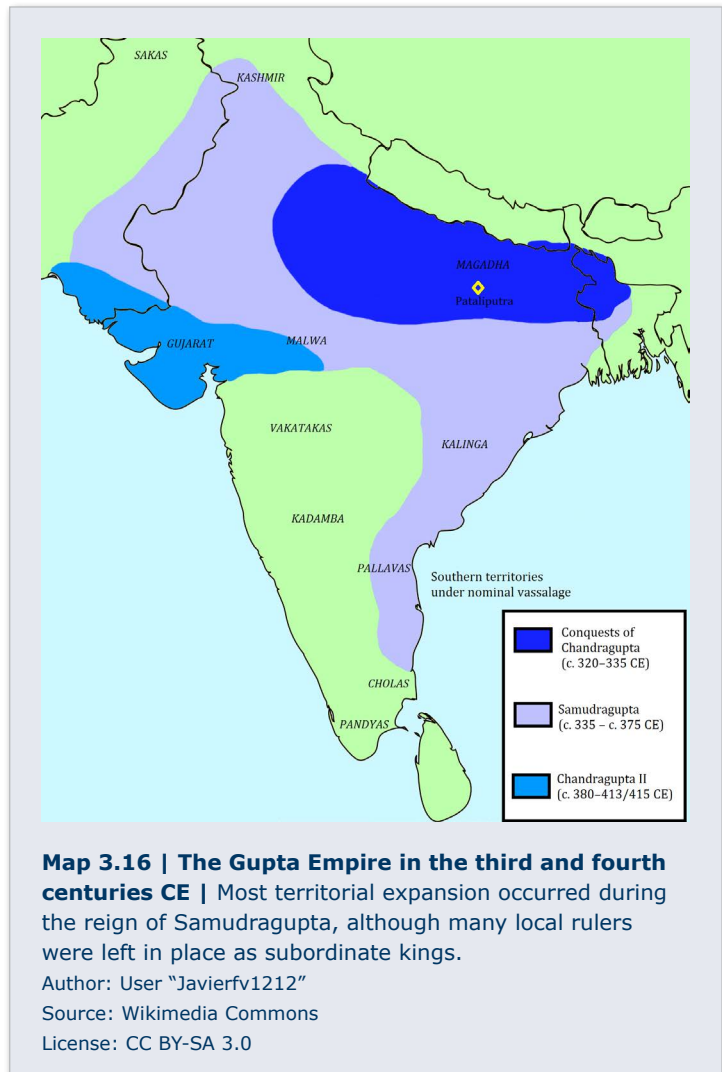 SAKAS
KASHMIR
MAGADHA
Pataliputra
GUJARAT
MALWA
VAKATAKAS
KALINGA
KADAMBA
PALLAVAS
Southern territories
under nominal vassalage
CHOLAS
PANDYAS
Conquests of
Chandragupta
(c. 320–335 CE)
Samudragupta
(c. 335 – c. 375 CE)
Chandragupta II
(c. 380–413/415 CE)
Map 3.16 | The Gupta Empire in the third and fourth
centuries CE | Most territorial expansion occurred during
the reign of Samudragupta, although many local rulers
were left in place as subordinate kings.
Author: User “Javierfv1212”
Source: Wikimedia Commons
License: CC BY-SA 3.0